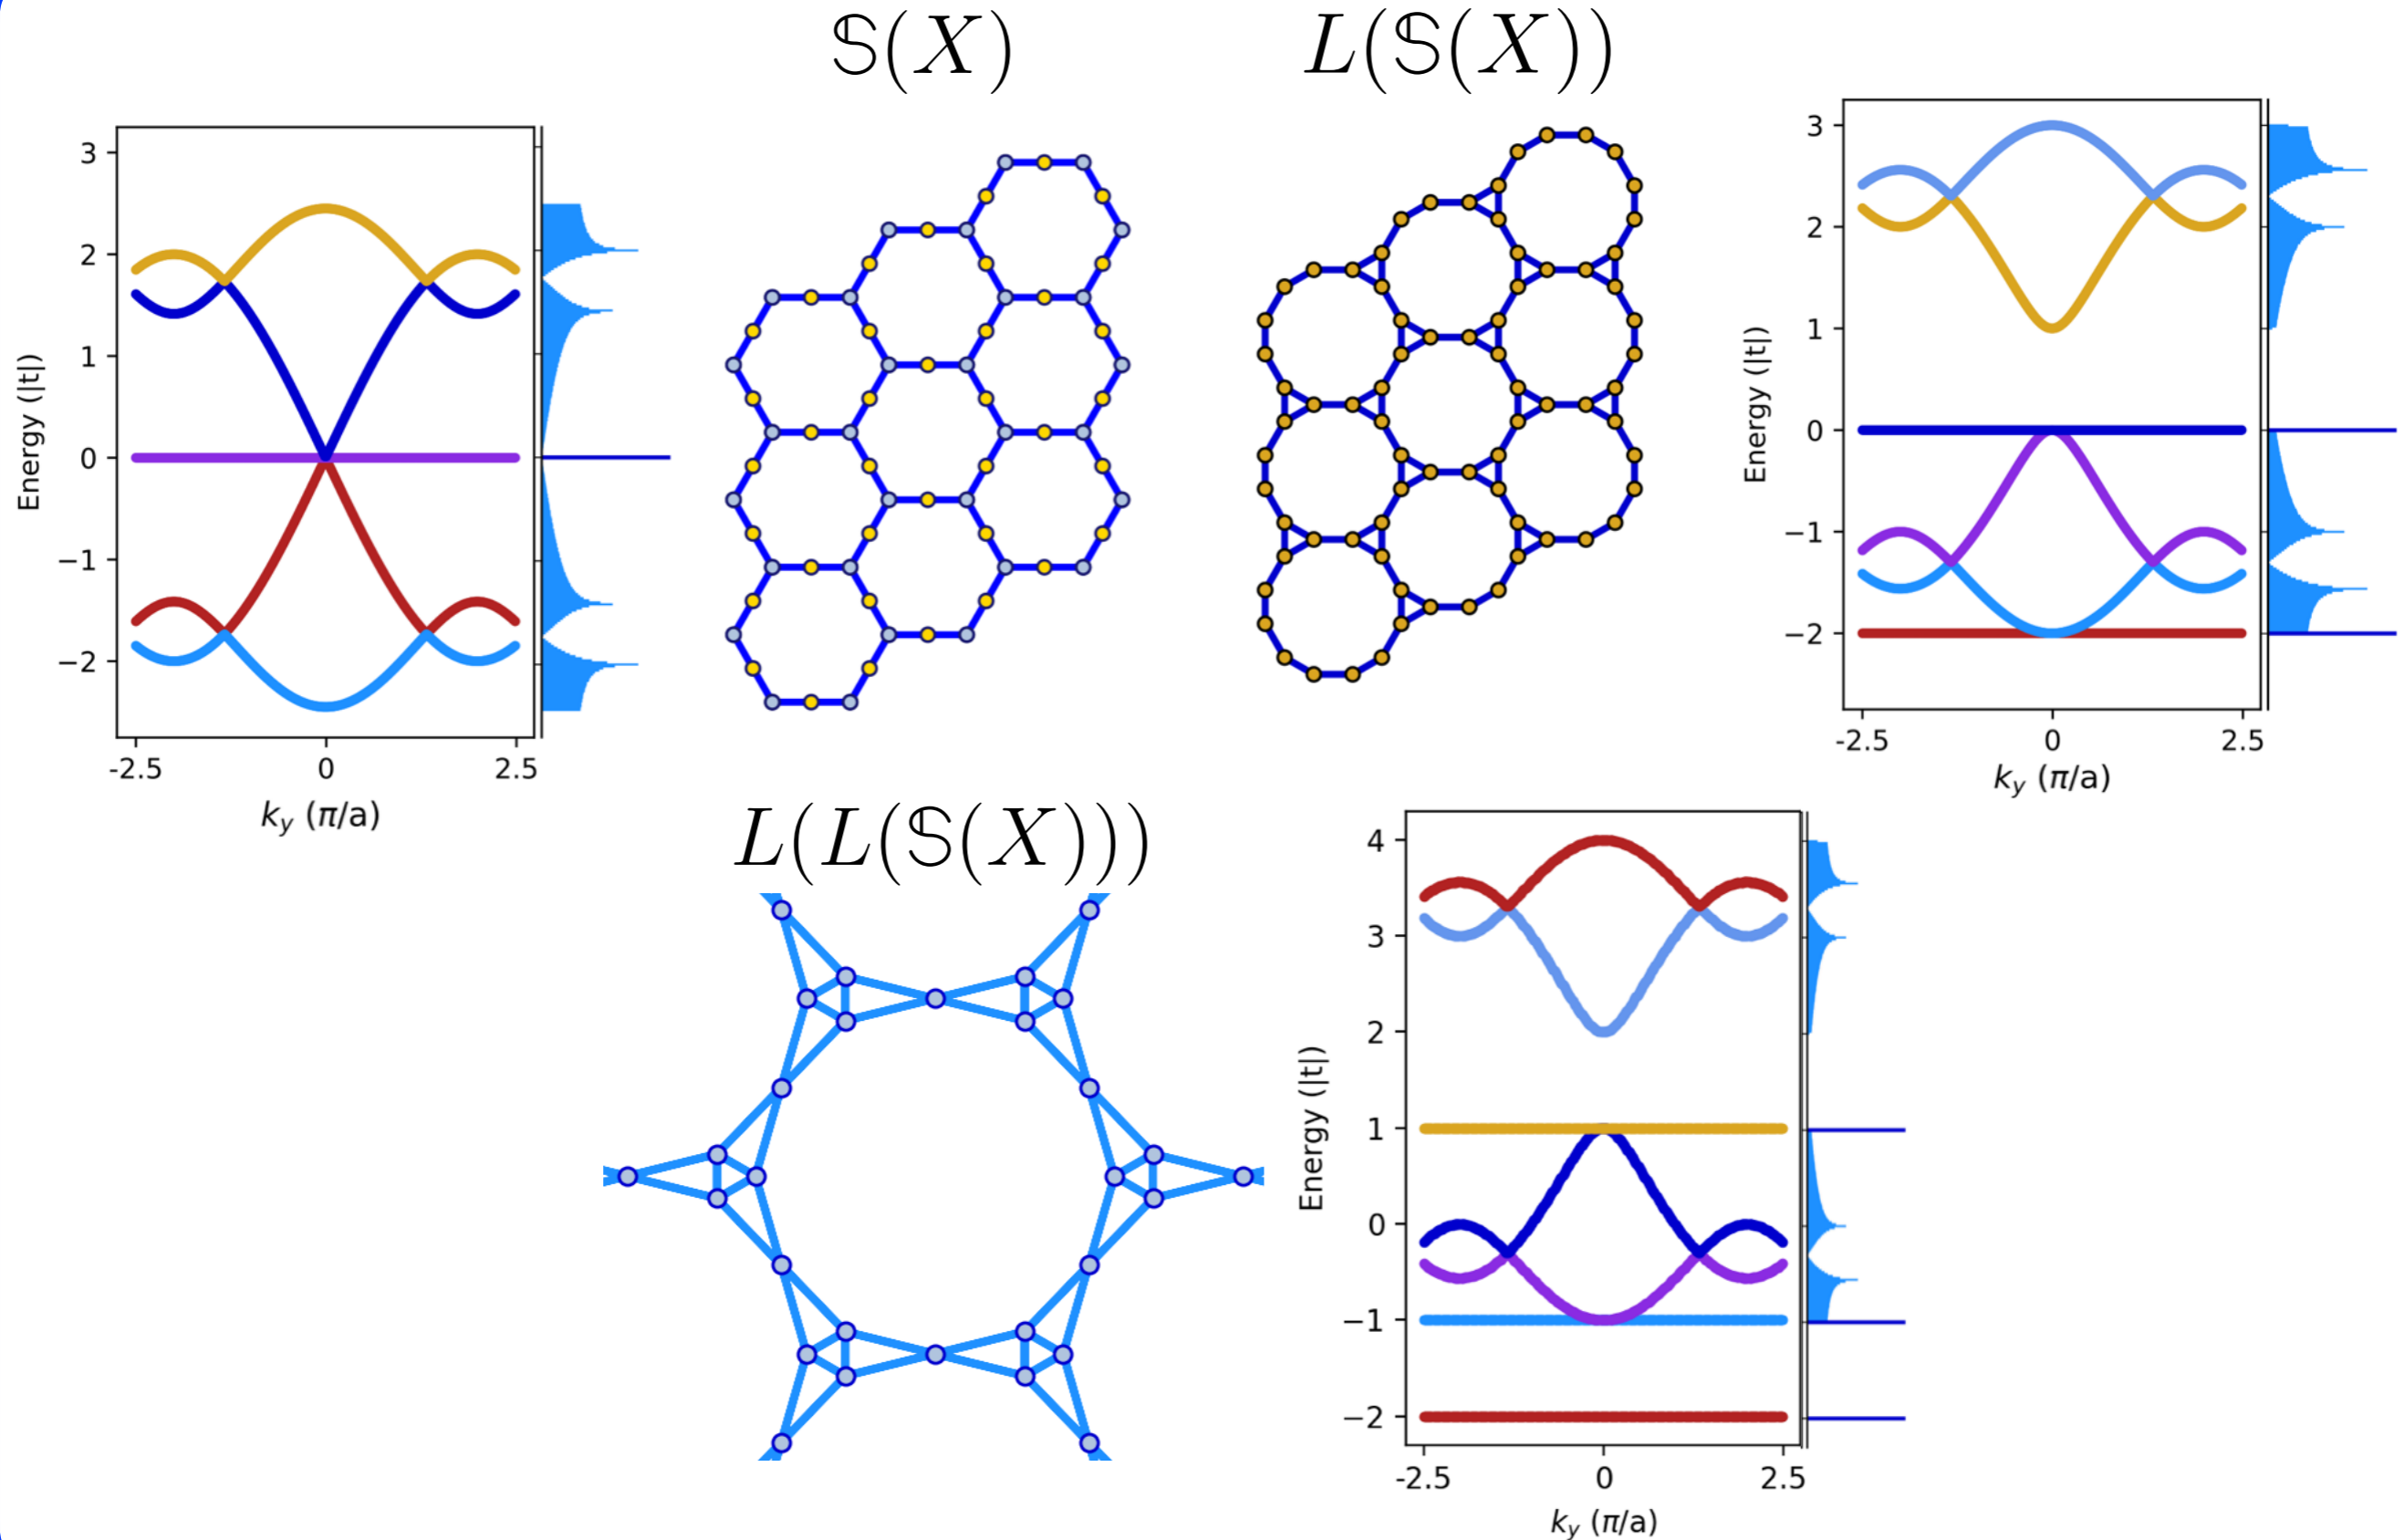 𝕊(X)
L(𝕊(X))
3
2
1
0
−1
−2
Energy (|t|)
-2.5 0 2.5
k_y (π/a)
3
2
1
0
−1
−2
Energy (|t|)
-2.5 0 2.5
k_y (π/a)
L(L(𝕊(X)))
4
3
2
1
0
−1
−2
Energy (|t|)
-2.5 0 2.5
k_y (π/a)